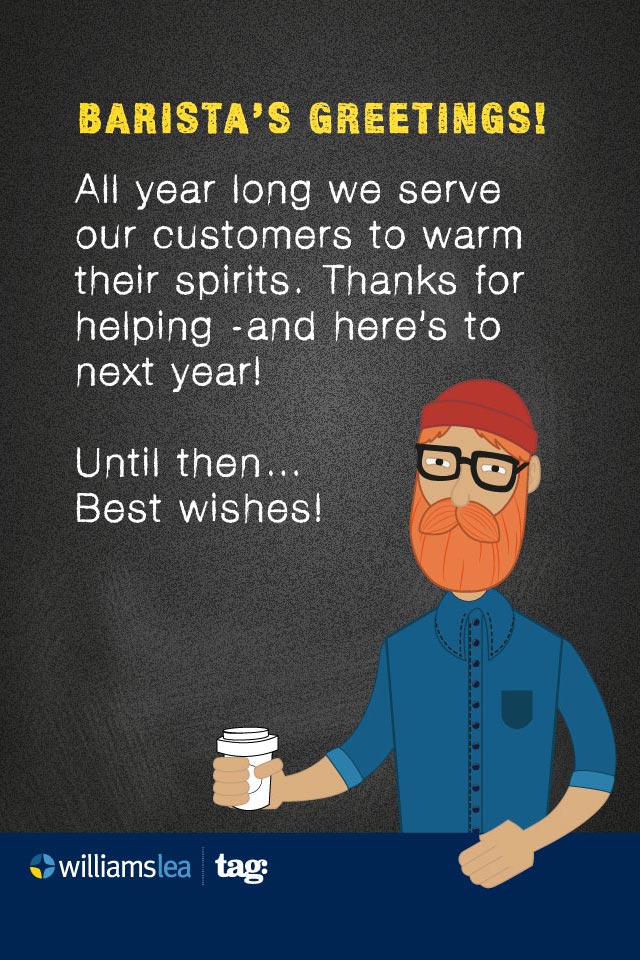 BARISTA'S GREETINGS!
All year long we serve
our customers to warm
their spirits. Thanks for
helping -and here's to
next year!
Until then...
Best wishes!
williamslea | tag: